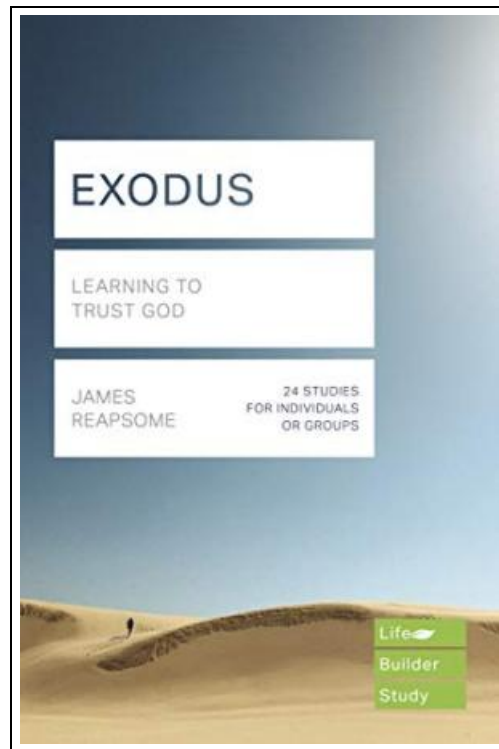 EXODUS
LEARNING TO
TRUST GOD
JAMES
REAPSOME
24 STUDIES
FOR INDIVIDUALS
OR GROUPS
Life
Builder
Study